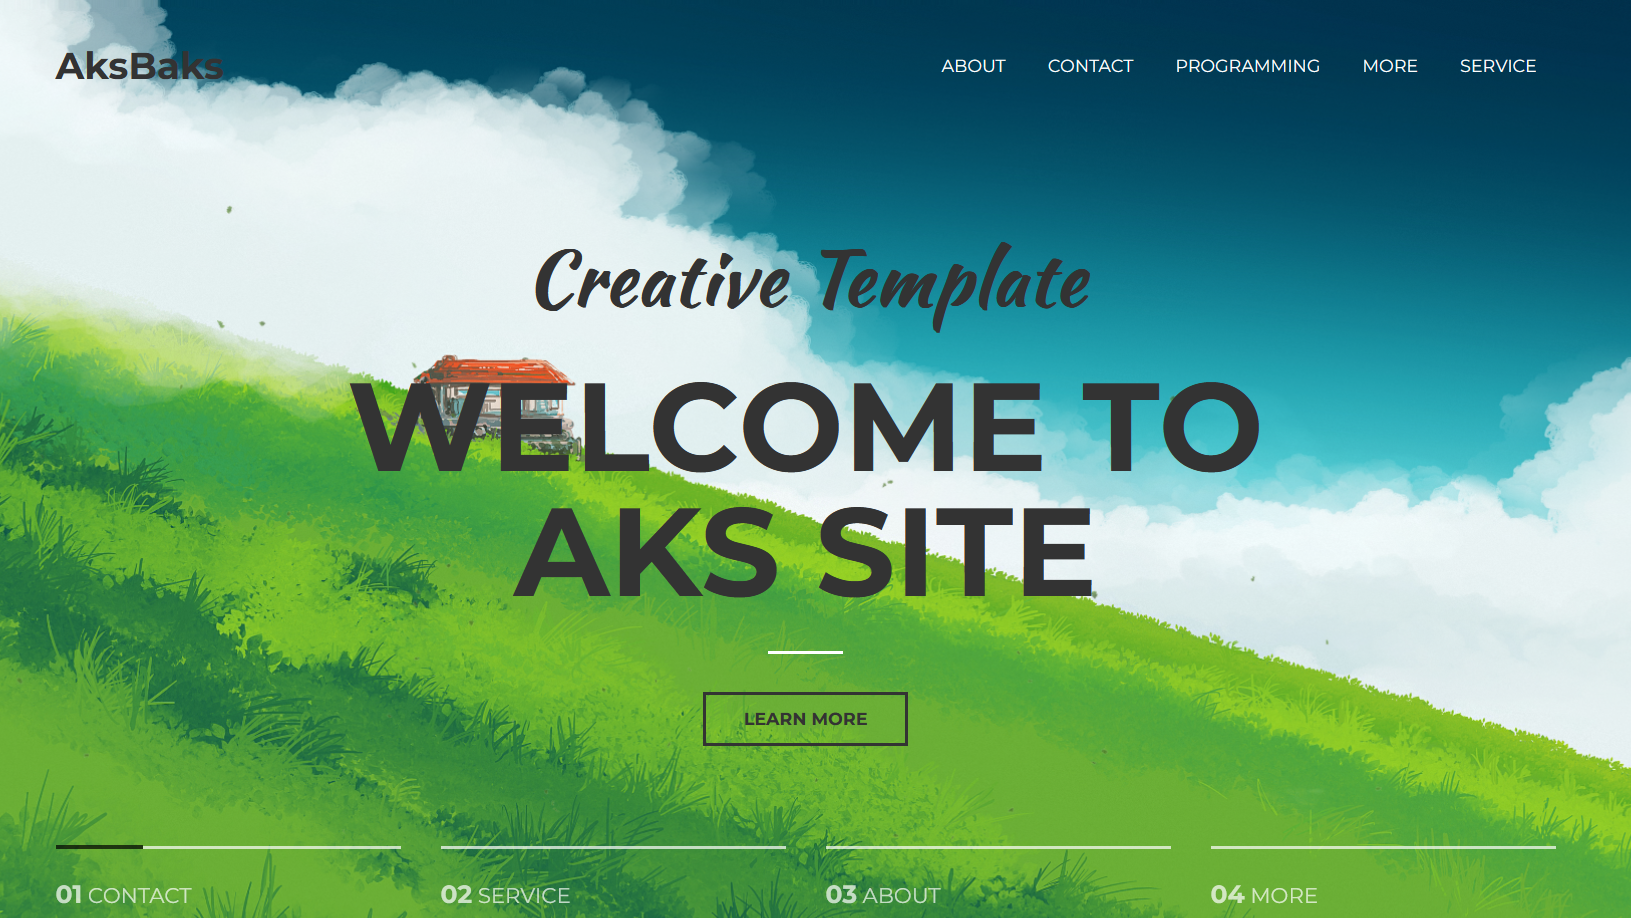 AksBaks
ABOUT CONTACT PROGRAMMING MORE SERVICE
Creative Template
WELCOME TO
AKS SITE
LEARN MORE
01 CONTACT 02 SERVICE 03 ABOUT 04 MORE